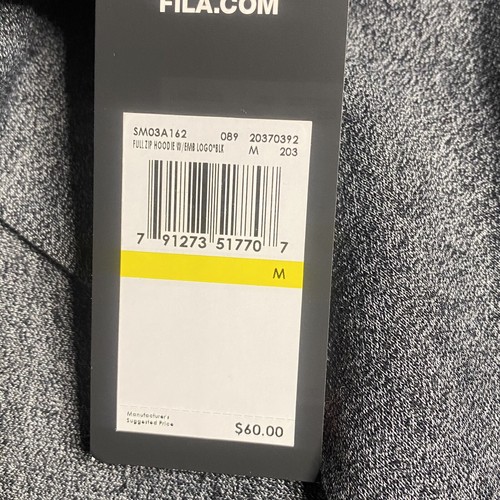 FILA.COM
SM03A162 089 20370392
FULL ZIP HOODIE W/EMB LOGO*BLK M 203
7 91273 51770 7
M
Manufacturer's
Suggested Price $60.00